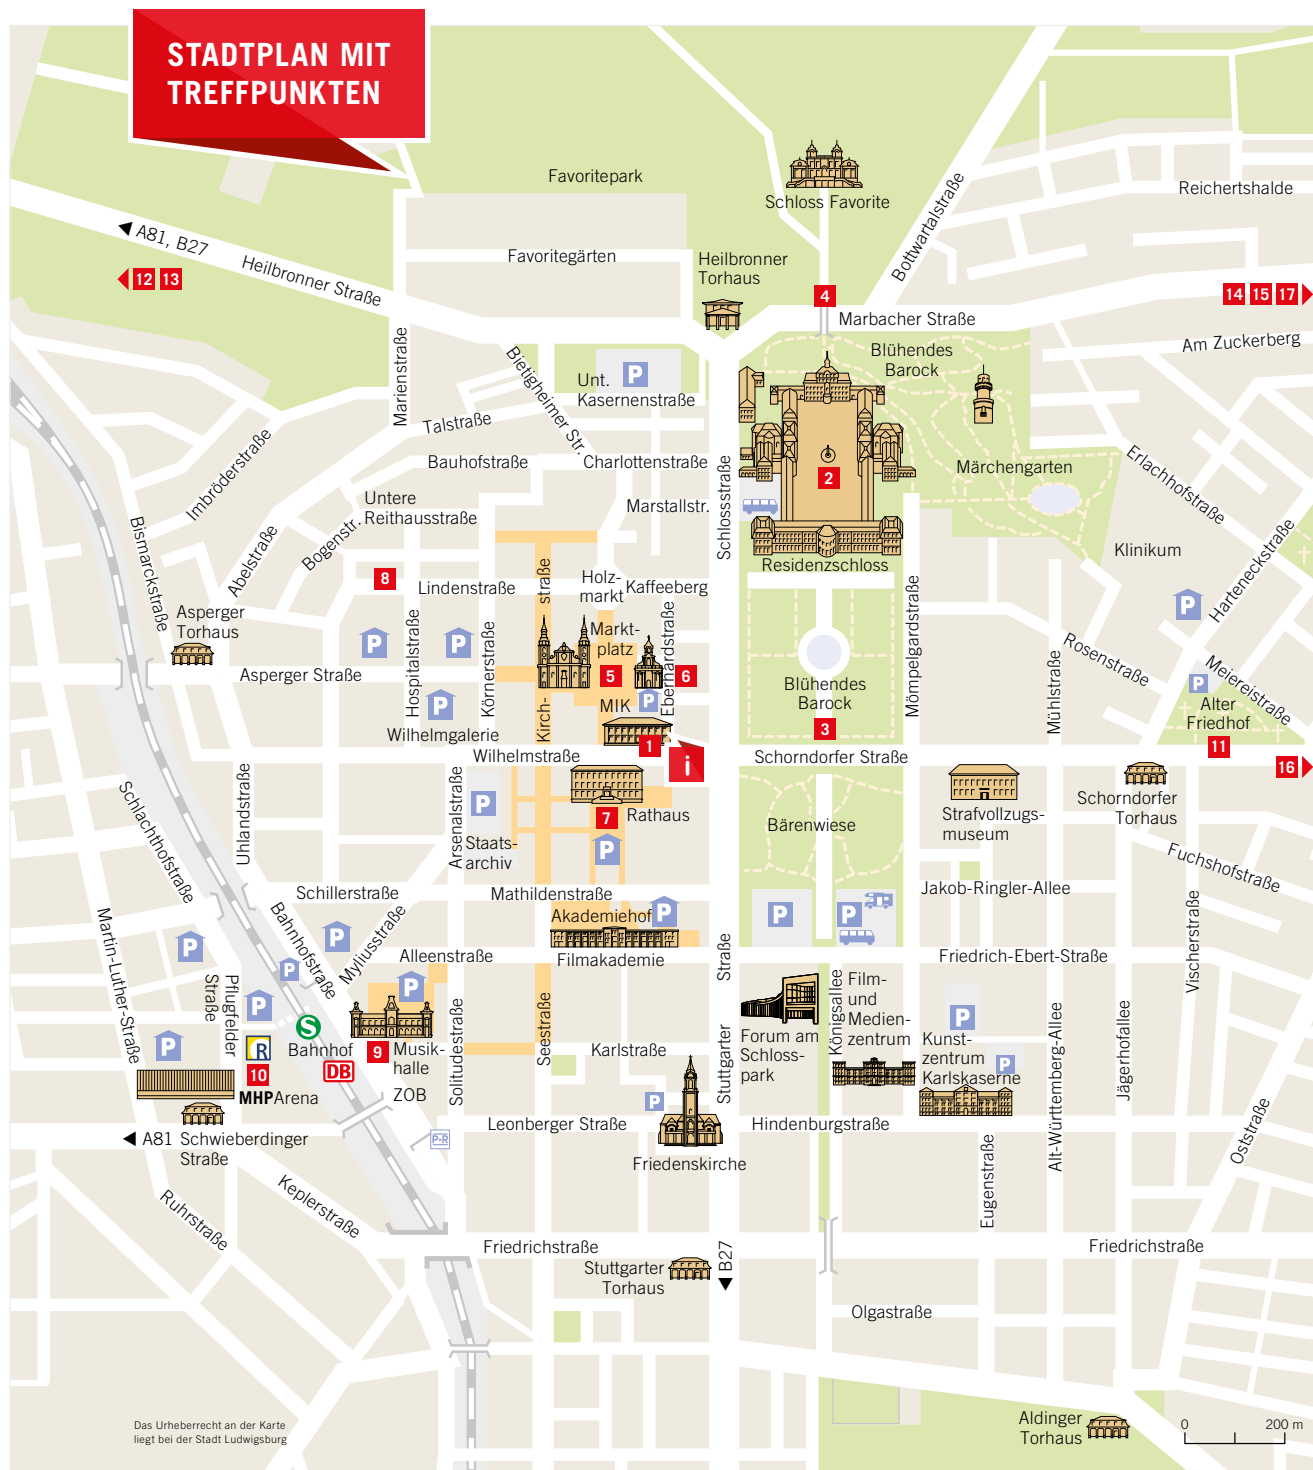 STADTPLAN MIT
TREFFPUNKTEN
Favoritepark
Schloss Favorite
Reichertshalde
Bottwartalstraße
A81, B27
Heilbronner Straße
Favoritegärten
Heilbronner
Torhaus
12 13
4
14 15 17
Marbacher Straße
Am Zuckerberg
Marienstraße
Bietigheimer Str.
Unt.
Kasernenstraße
P
Blühendes
Barock
Talstraße
Bauhofstraße
Charlottenstraße
Imbröderstraße
Märchengarten
Erlachhofstraße
2
Schlossstraße
Untere
Reithausstraße
Marstallstr.
Bismarckstraße
Abelstraße
Bogenstr.
Residenzschloss
Klinikum
Harteneckstraße
8
Lindenstraße
Kirch-
straße
Holz-
markt
Kaffeeberg
Asperger
Torhaus
P
P
P
Hospitalstraße
Körnerstraße
Markt-
platz
Eberhardstraße
Mömpelgardstraße
Mühlstraße
Rosenstraße
Meiereistraße
Asperger Straße
5
6
Blühendes
Barock
P
Alter
Friedhof
P
Wilhelmgalerie
MIK
P
3
11
Wilhelmstraße
1
i
Schorndorfer Straße
16
Schlachthofstraße
Uhlandstraße
Arsenalstraße
P
Staats-
archiv
7
Rathaus
P
Bärenwiese
Strafvollzugs-
museum
Schorndorfer
Torhaus
Fuchshofstraße
Schillerstraße
Mathildenstraße
Jakob-Ringler-Allee
Martin-Luther-Straße
Bahnhofstraße
Myliusstraße
P
P
Akademiehof
P
P
P
Vischerstraße
Alleenstraße
Filmakademie
Friedrich-Ebert-Straße
Pflugfelder
Straße
P
P
P
Solitudestraße
Seestraße
Stuttgarter
Straße
Königsallee
Film-
und
Medien-
zentrum
P
Alt-Württemberg-Allee
Jägerhofallee
P
S
R
Bahnhof
DB
9
Musik-
halle
Karlstraße
Forum am
Schloss-
park
Kunst-
zentrum
Karlskaserne
P
10
MHPArena
ZOB
P
A81
Schwieberdinger
Straße
P+R
Leonberger Straße
Hindenburgstraße
Friedenskirche
Oststraße
Ruhrstraße
Keplerstraße
Eugenstraße
Friedrichstraße
Friedrichstraße
Stuttgarter
Torhaus
B27
Olgastraße
Das Urheberrecht an der Karte
liegt bei der Stadt Ludwigsburg
Aldinger
Torhaus
0 200 m